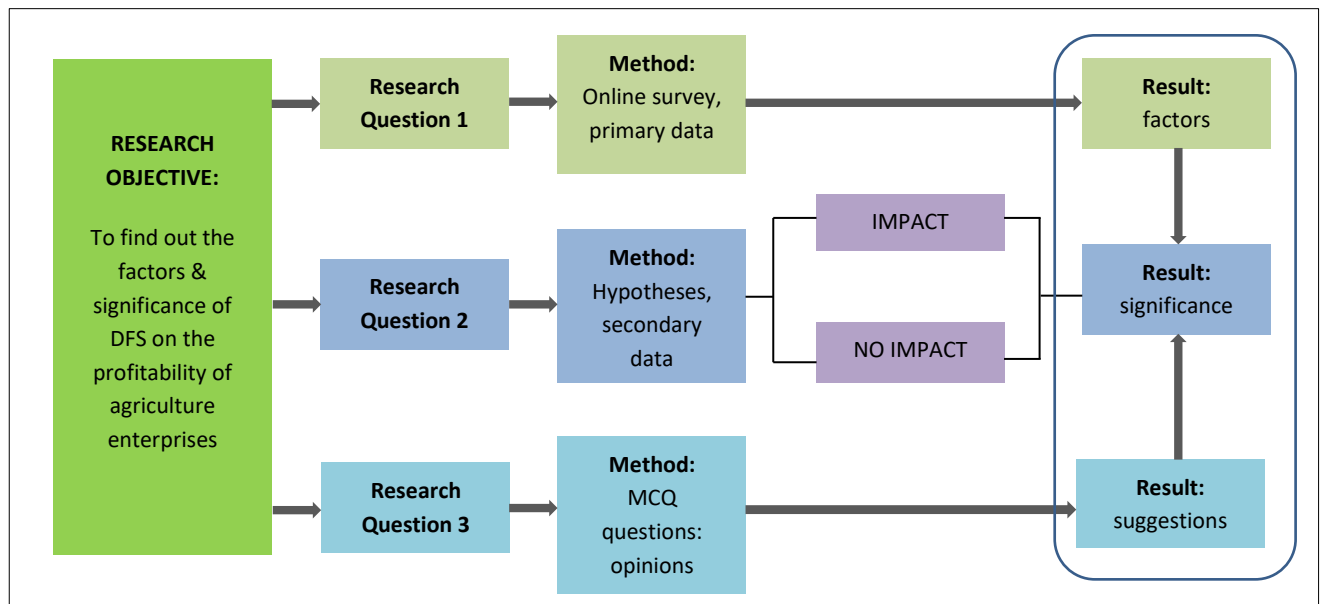 RESEARCH
OBJECTIVE:
To find out the
factors &
significance of
DFS on the
profitability of
agriculture
enterprises
Research
Question 1
Method:
Online survey,
primary data
Result:
factors
Research
Question 2
Method:
Hypotheses,
secondary
data
IMPACT
NO IMPACT
Result:
significance
Research
Question 3
Method:
MCQ
questions:
opinions
Result:
suggestions